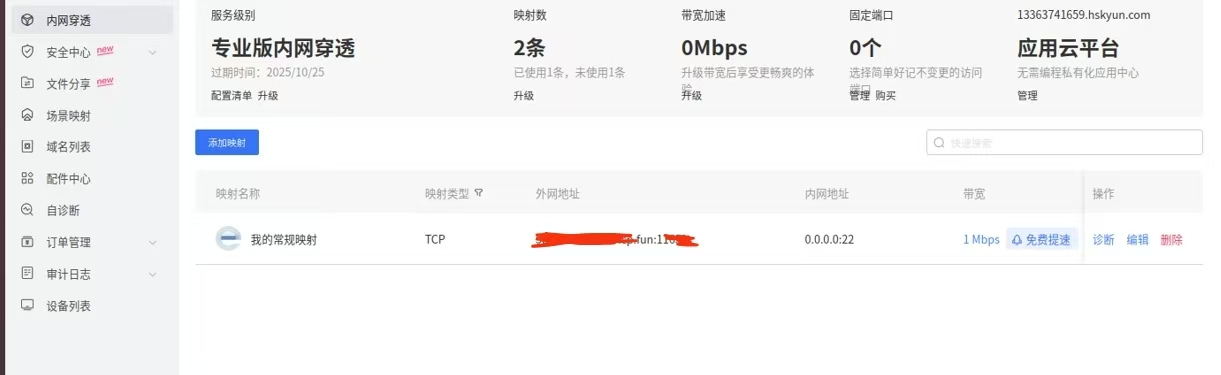 内网穿透
安全中心 new
文件分享 new
场景映射
域名列表
配件中心
自诊断
订单管理
审计日志
设备列表
服务级别
专业版内网穿透
过期时间：2025/10/25
配置清单 升级
映射数
2条
已使用1条，未使用1条
升级
带宽加速
0Mbps
升级带宽后享受更畅爽的体
验
升级
固定端口
0个
选择简单好记不变更的访问
端口
管理 购买
13363741659.hskyun.com
应用云平台
无需编程私有化应用中心
管理
添加映射
快速搜索
映射名称 映射类型 外网地址 内网地址 带宽 操作
我的常规映射 TCP .fun:11 0.0.0.0:22 1 Mbps 免费提速 诊断 编辑 删除